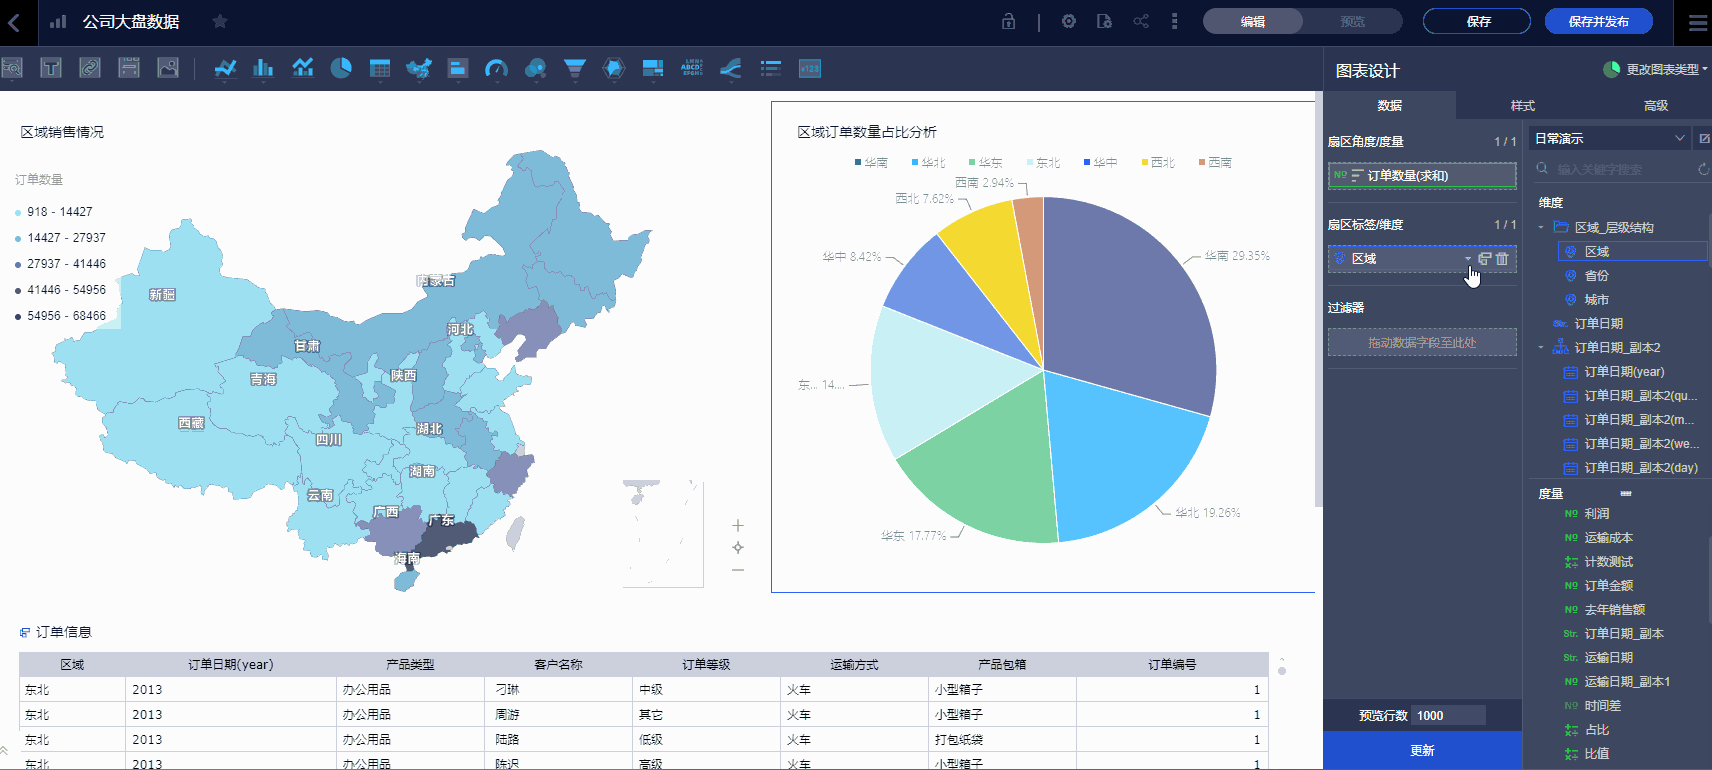 公司大盘数据
编辑
预览
保存
保存并发布
图表设计
更改图表类型
数据
样式
高级
区域销售情况
订单数量
918 - 14427
14427 - 27937
27937 - 41446
41446 - 54956
54956 - 68466
新疆
内蒙古
甘肃
河北
青海
陕西
西藏
四川
湖北
湖南
云南
广西
广东
海南
区域订单数量占比分析
华南
华北
华东
东北
华中
西北
西南
西南 2.94%
西北 7.62%
华中 8.42%
华南 29.35%
东... 14....
华东 17.77%
华北 19.26%
扇区角度/度量
1 / 1
Nº 订单数量(求和)
扇区标签/维度
1 / 1
区域
过滤器
拖动数据字段至此处
预览行数 1000
更新
日常演示
输入关键字搜索
维度
区域_层级结构
区域
省份
城市
Str. 订单日期
订单日期_副本2
订单日期(year)
订单日期_副本2(qu...
订单日期_副本2(m...
订单日期_副本2(we...
订单日期_副本2(day)
度量
Nº 利润
Nº 运输成本
计数测试
Nº 订单金额
Nº 去年销售额
Str. 订单日期_副本
Str. 运输日期
Nº 运输日期_副本1
Nº 时间差
占比
比值
订单信息
区域 订单日期(year) 产品类型 客户名称 订单等级 运输方式 产品包箱 订单编号
东北 2013 办公用品 刁琳 中级 火车 小型箱子 1
东北 2013 办公用品 周游 其它 火车 小型箱子 1
东北 2013 办公用品 陆路 低级 火车 打包纸袋 1
东北 2013 办公用品 陈迟 高级 火车 小型箱子 1